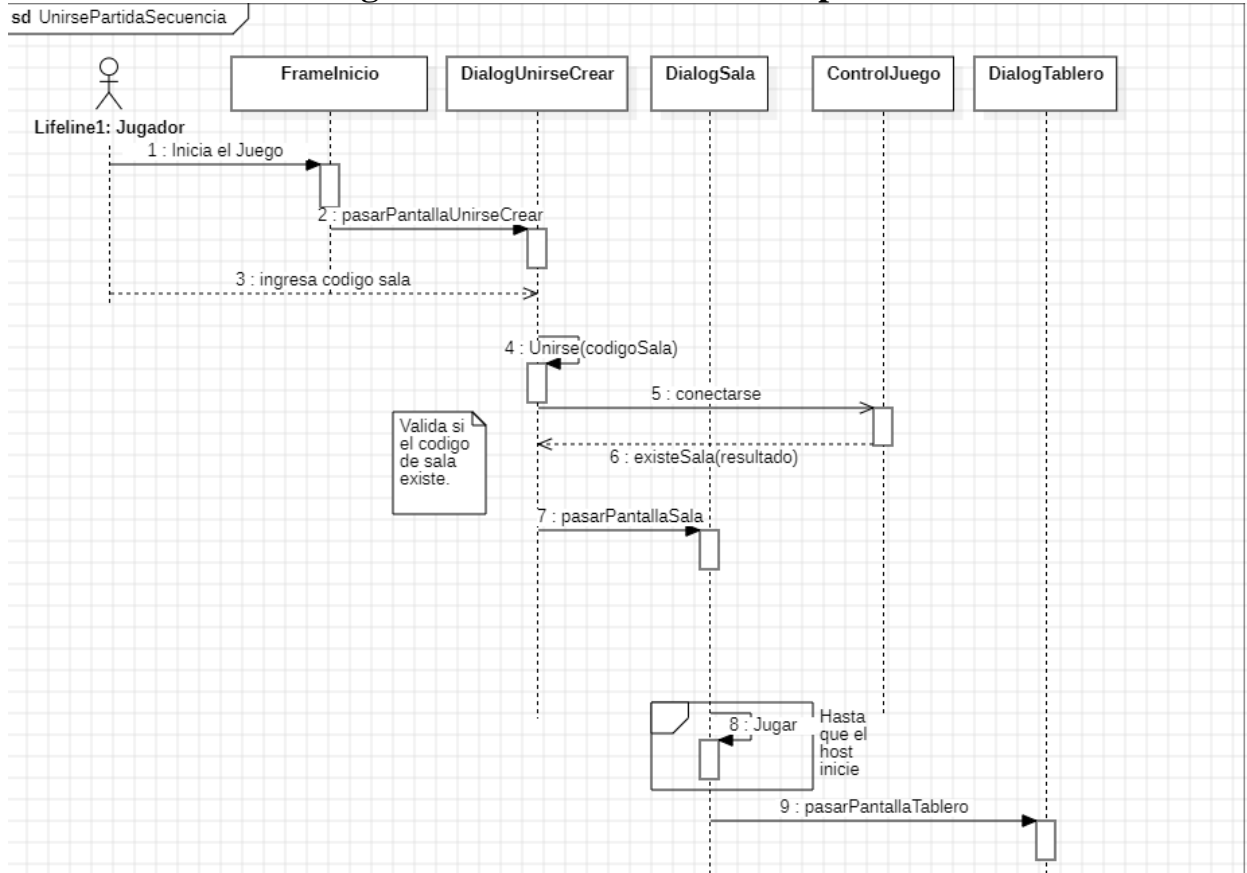 sd UnirsePartidaSecuencia
FrameInicio
DialogUnirseCrear
DialogSala
ControlJuego
DialogTablero
Lifeline1: Jugador
1 : Inicia el Juego
2 : pasarPantallaUnirseCrear
3 : ingresa codigo sala
4 : Unirse(codigoSala)
5 : conectarse
Valida si
el codigo
de sala
existe.
6 : existeSala(resultado)
7 : pasarPantallaSala
8 : Jugar
Hasta
que el
host
inicie
9 : pasarPantallaTablero